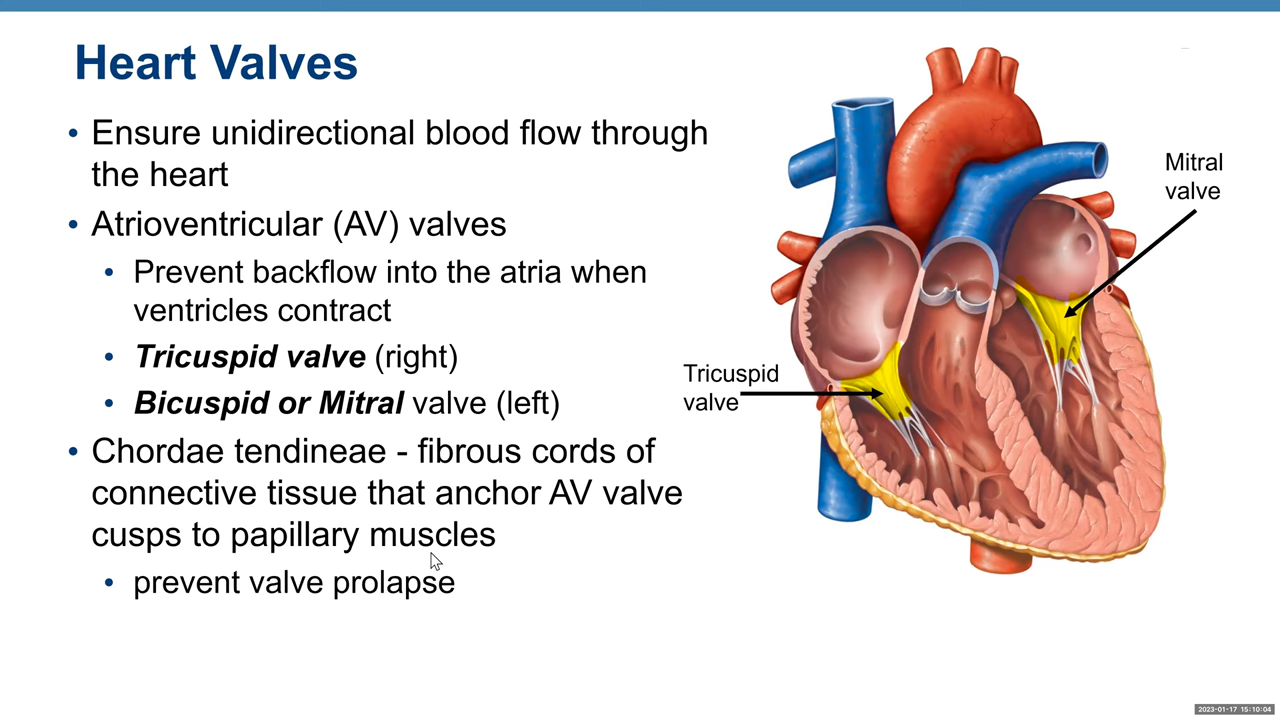 Heart Valves
• Ensure unidirectional blood flow through
the heart
• Atrioventricular (AV) valves
• Prevent backflow into the atria when
ventricles contract
• Tricuspid valve (right)
• Bicuspid or Mitral valve (left)
• Chordae tendineae - fibrous cords of
connective tissue that anchor AV valve
cusps to papillary muscles
• prevent valve prolapse
Mitral
valve
Tricuspid
valve
2023-01-17 15:10:04